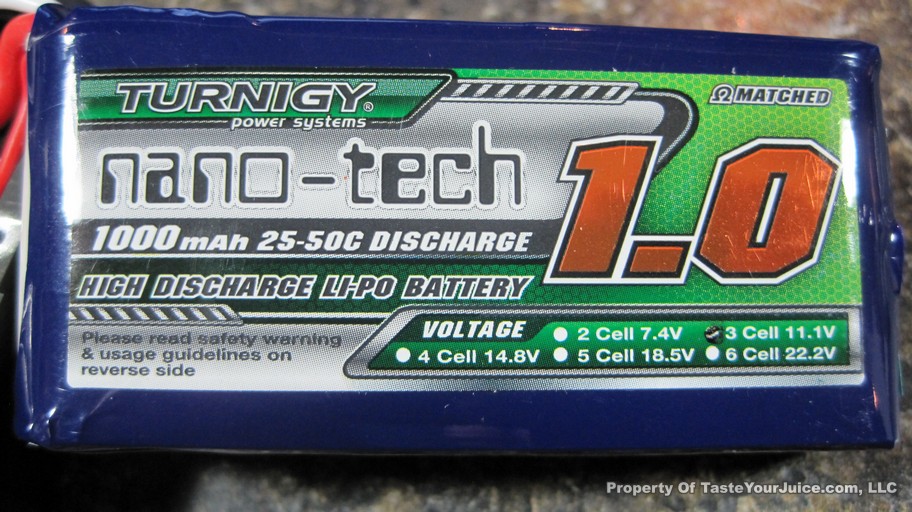 TURNIGY®
power systems
Ω MATCHED
nano-tech
1.0
1000mAh 25-50C DISCHARGE
HIGH DISCHARGE LI-PO BATTERY
Please read safety warning
& usage guidelines on
reverse side
VOLTAGE
2 Cell 7.4V
3 Cell 11.1V
4 Cell 14.8V
5 Cell 18.5V
6 Cell 22.2V
Property Of TasteYourJuice.com, LLC